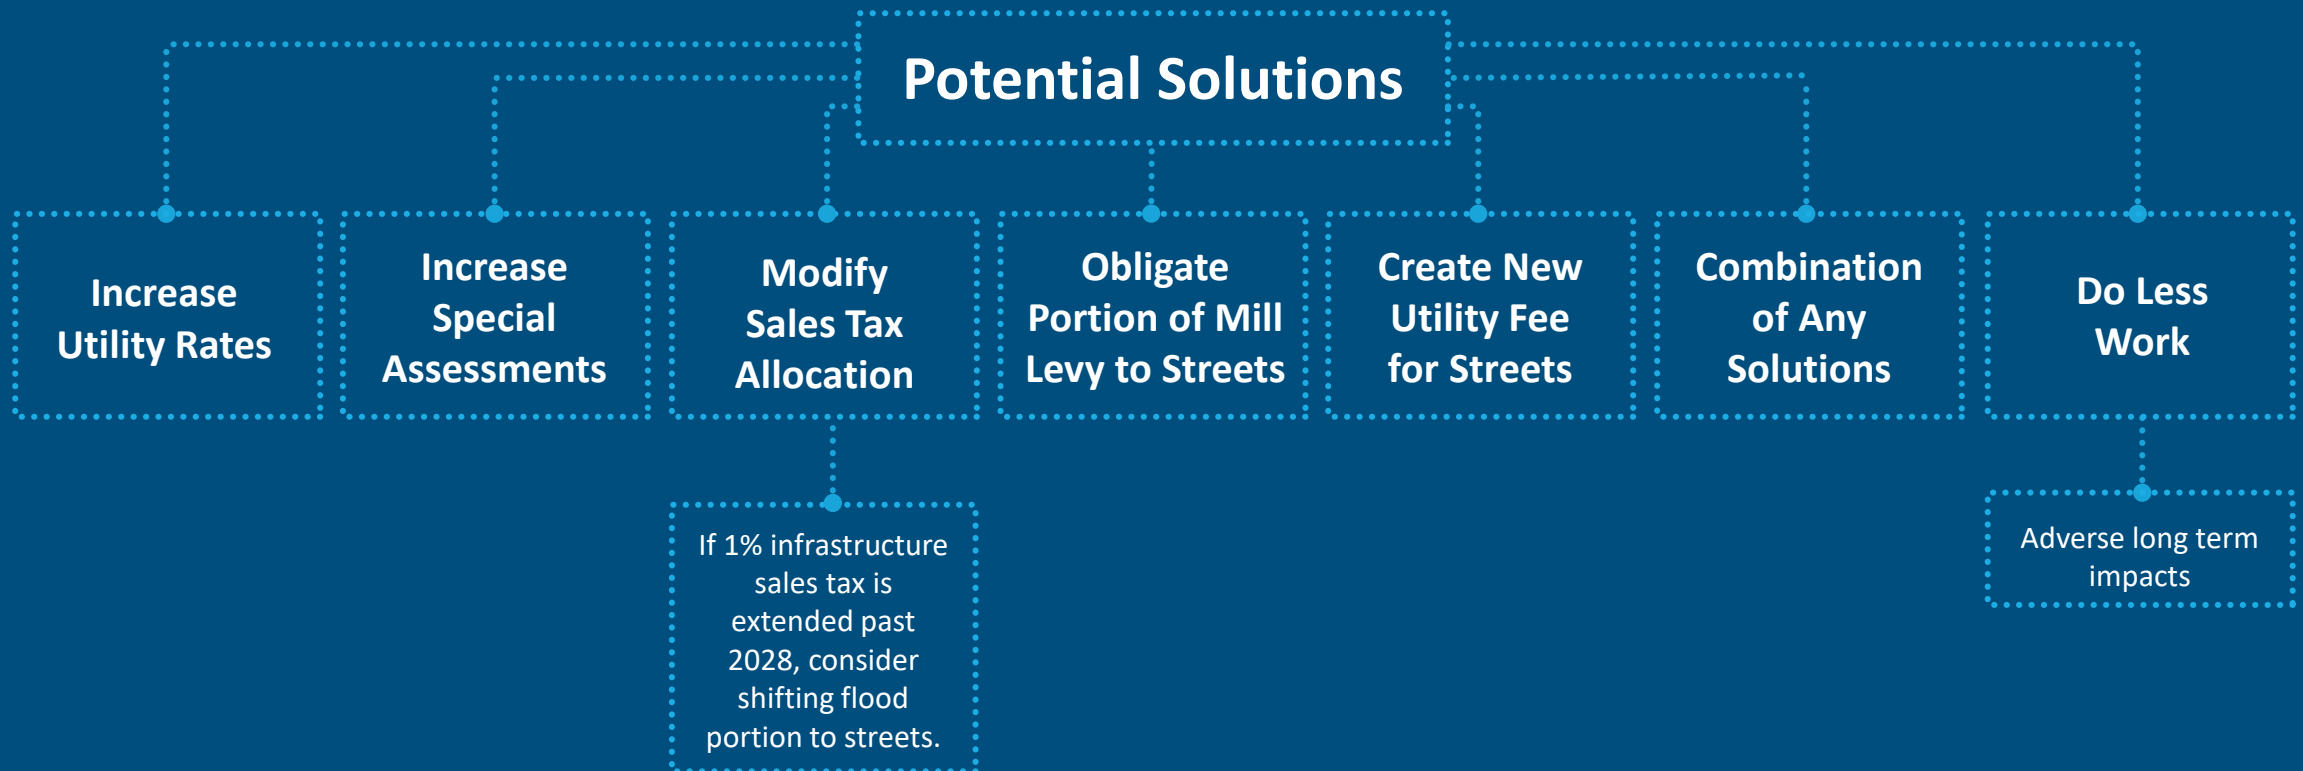 Potential Solutions
Increase
Utility Rates
Increase
Special
Assessments
Modify
Sales Tax
Allocation
Obligate
Portion of Mill
Levy to Streets
Create New
Utility Fee
for Streets
Combination
of Any
Solutions
Do Less
Work
If 1% infrastructure
sales tax is
extended past
2028, consider
shifting flood
portion to streets.
Adverse long term
impacts